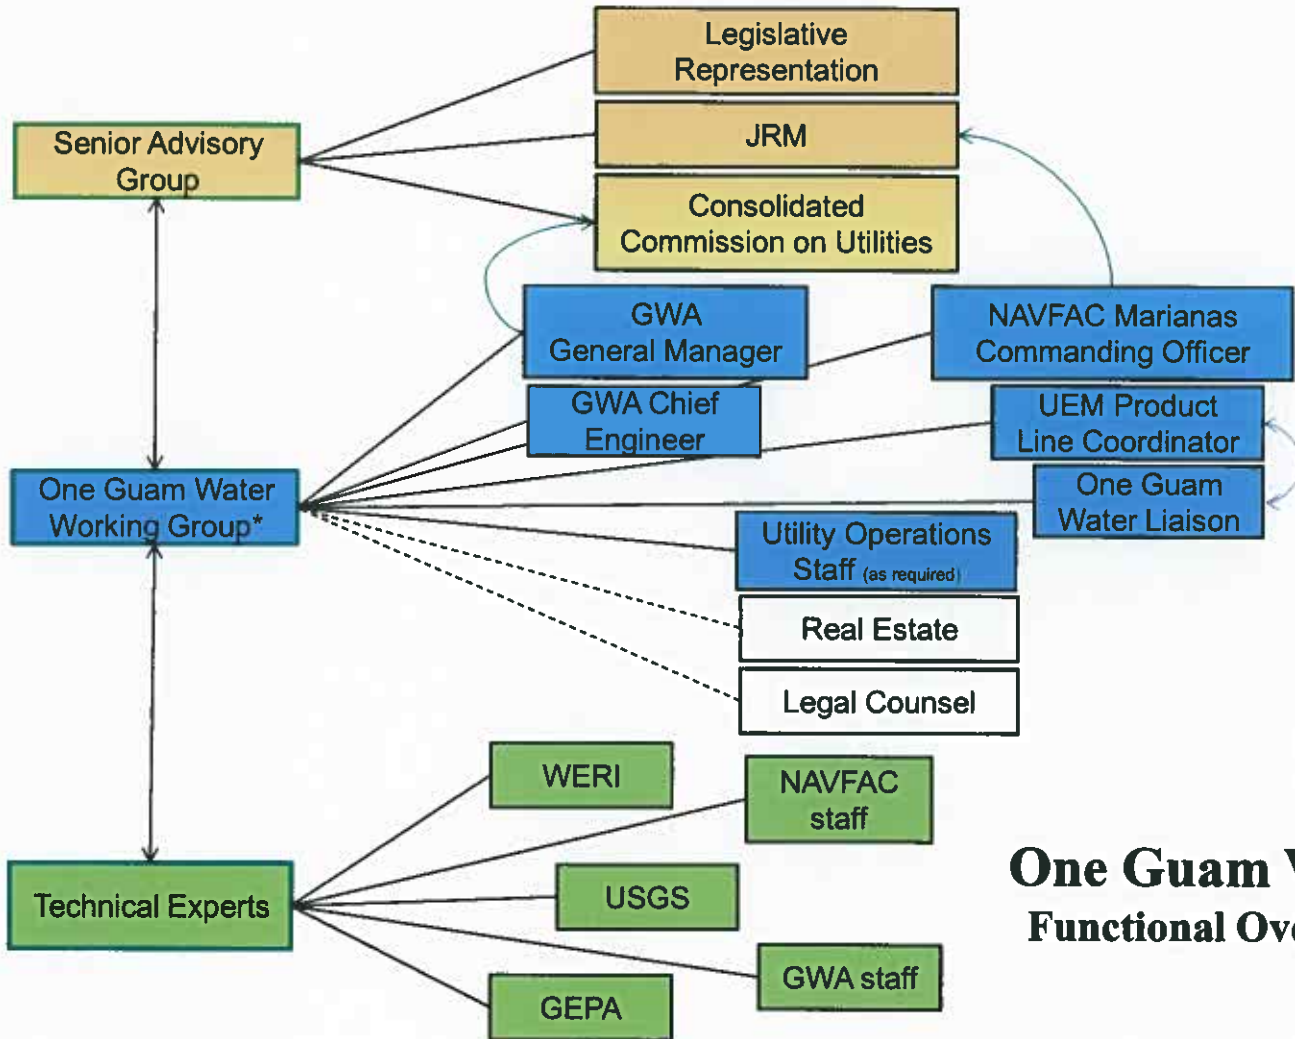 Legislative
Representation
JRM
Senior Advisory
Group
Consolidated
Commission on Utilities
GWA
General Manager
NAVFAC Marianas
Commanding Officer
GWA Chief
Engineer
UEM Product
Line Coordinator
One Guam Water
Working Group*
One Guam
Water Liaison
Utility Operations
Staff (as required)
Real Estate
Legal Counsel
WERI
NAVFAC
staff
Technical Experts
USGS
GWA staff
GEPA
One Guam
Functional